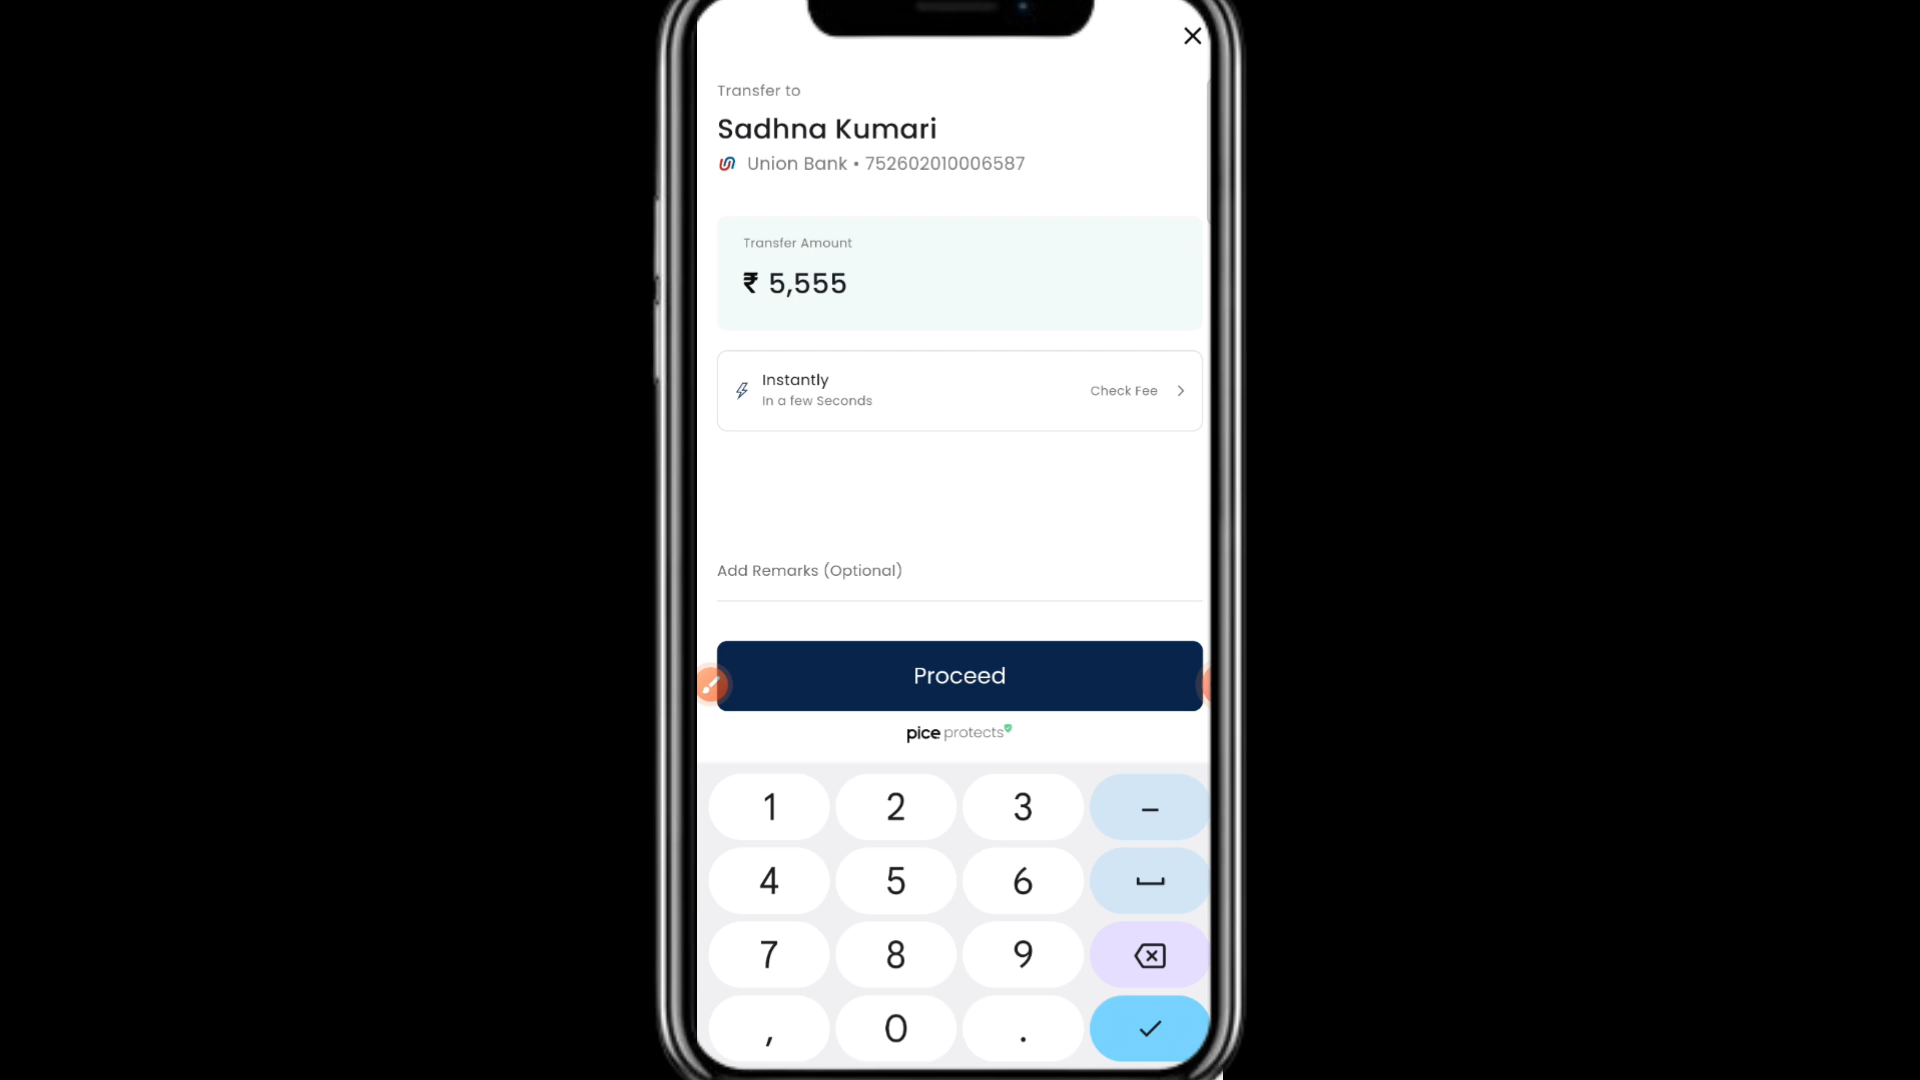 Transfer to
Sadhna Kumari
Union Bank • 752602010006587
Transfer Amount
₹ 5,555
Instantly
In a few Seconds
Check Fee
Add Remarks (Optional)
Proceed
pice protects
1 2 3 –
4 5 6
7 8 9
, 0 .